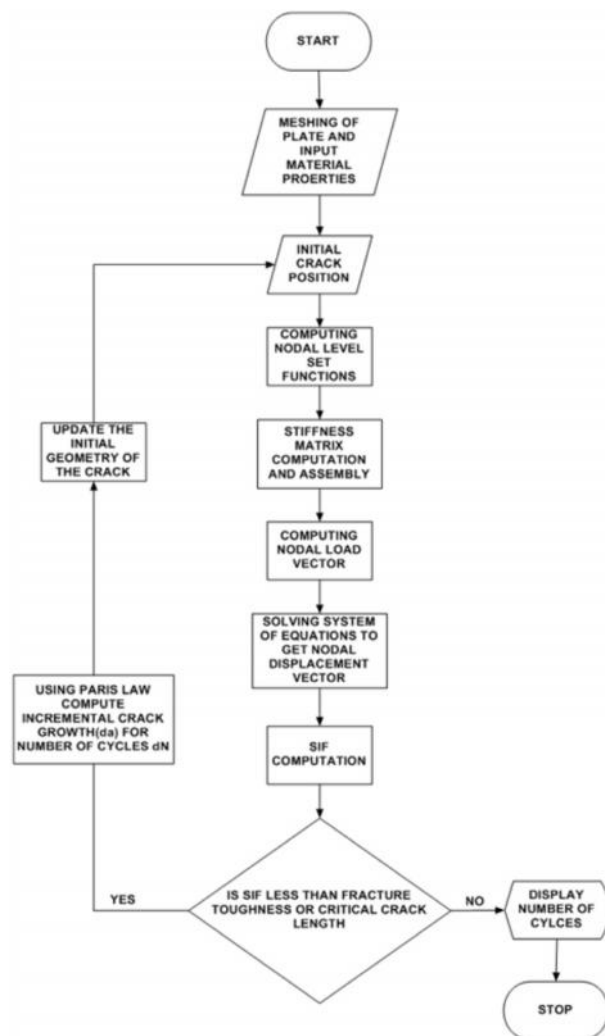 START
MESHING OF
PLATE AND
INPUT
MATERIAL
PROERTIES
INITIAL
CRACK
POSITION
COMPUTING
NODAL LEVEL
SET
FUNCTIONS
UPDATE THE
INITIAL
GEOMETRY OF
THE CRACK
STIFFNESS
MATRIX
COMPUTATION
AND ASSEMBLY
COMPUTING
NODAL LOAD
VECTOR
SOLVING SYSTEM
OF EQUATIONS TO
GET NODAL
DISPLACEMENT
VECTOR
USING PARIS LAW
COMPUTE
INCREMENTAL CRACK
GROWTH(da) FOR
NUMBER OF CYCLES dN
SIF
COMPUTATION
YES
IS SIF LESS THAN FRACTURE
TOUGHNESS OR CRITICAL CRACK
LENGTH
NO
DISPLAY
NUMBER OF
CYLCES
STOP